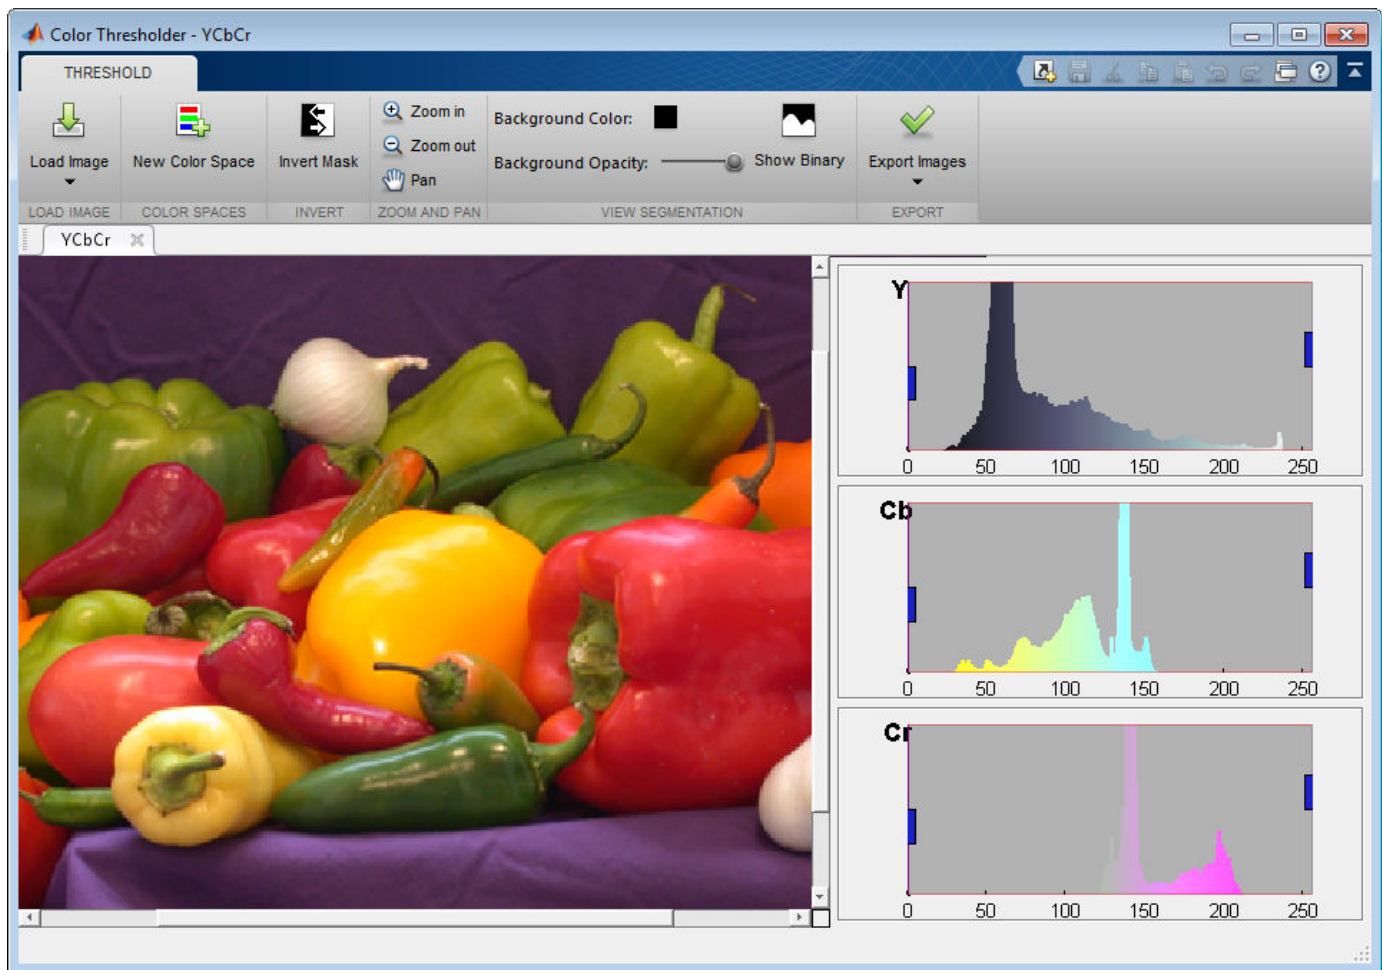 Color Thresholder - YCbCr
THRESHOLD
Load Image
New Color Space
Invert Mask
Zoom in
Zoom out
Pan
Background Color:
Background Opacity:
Show Binary
Export Images
LOAD IMAGE
COLOR SPACES
INVERT
ZOOM AND PAN
VIEW SEGMENTATION
EXPORT
YCbCr
Y
0 50 100 150 200 250
Cb
0 50 100 150 200 250
Cr
0 50 100 150 200 250